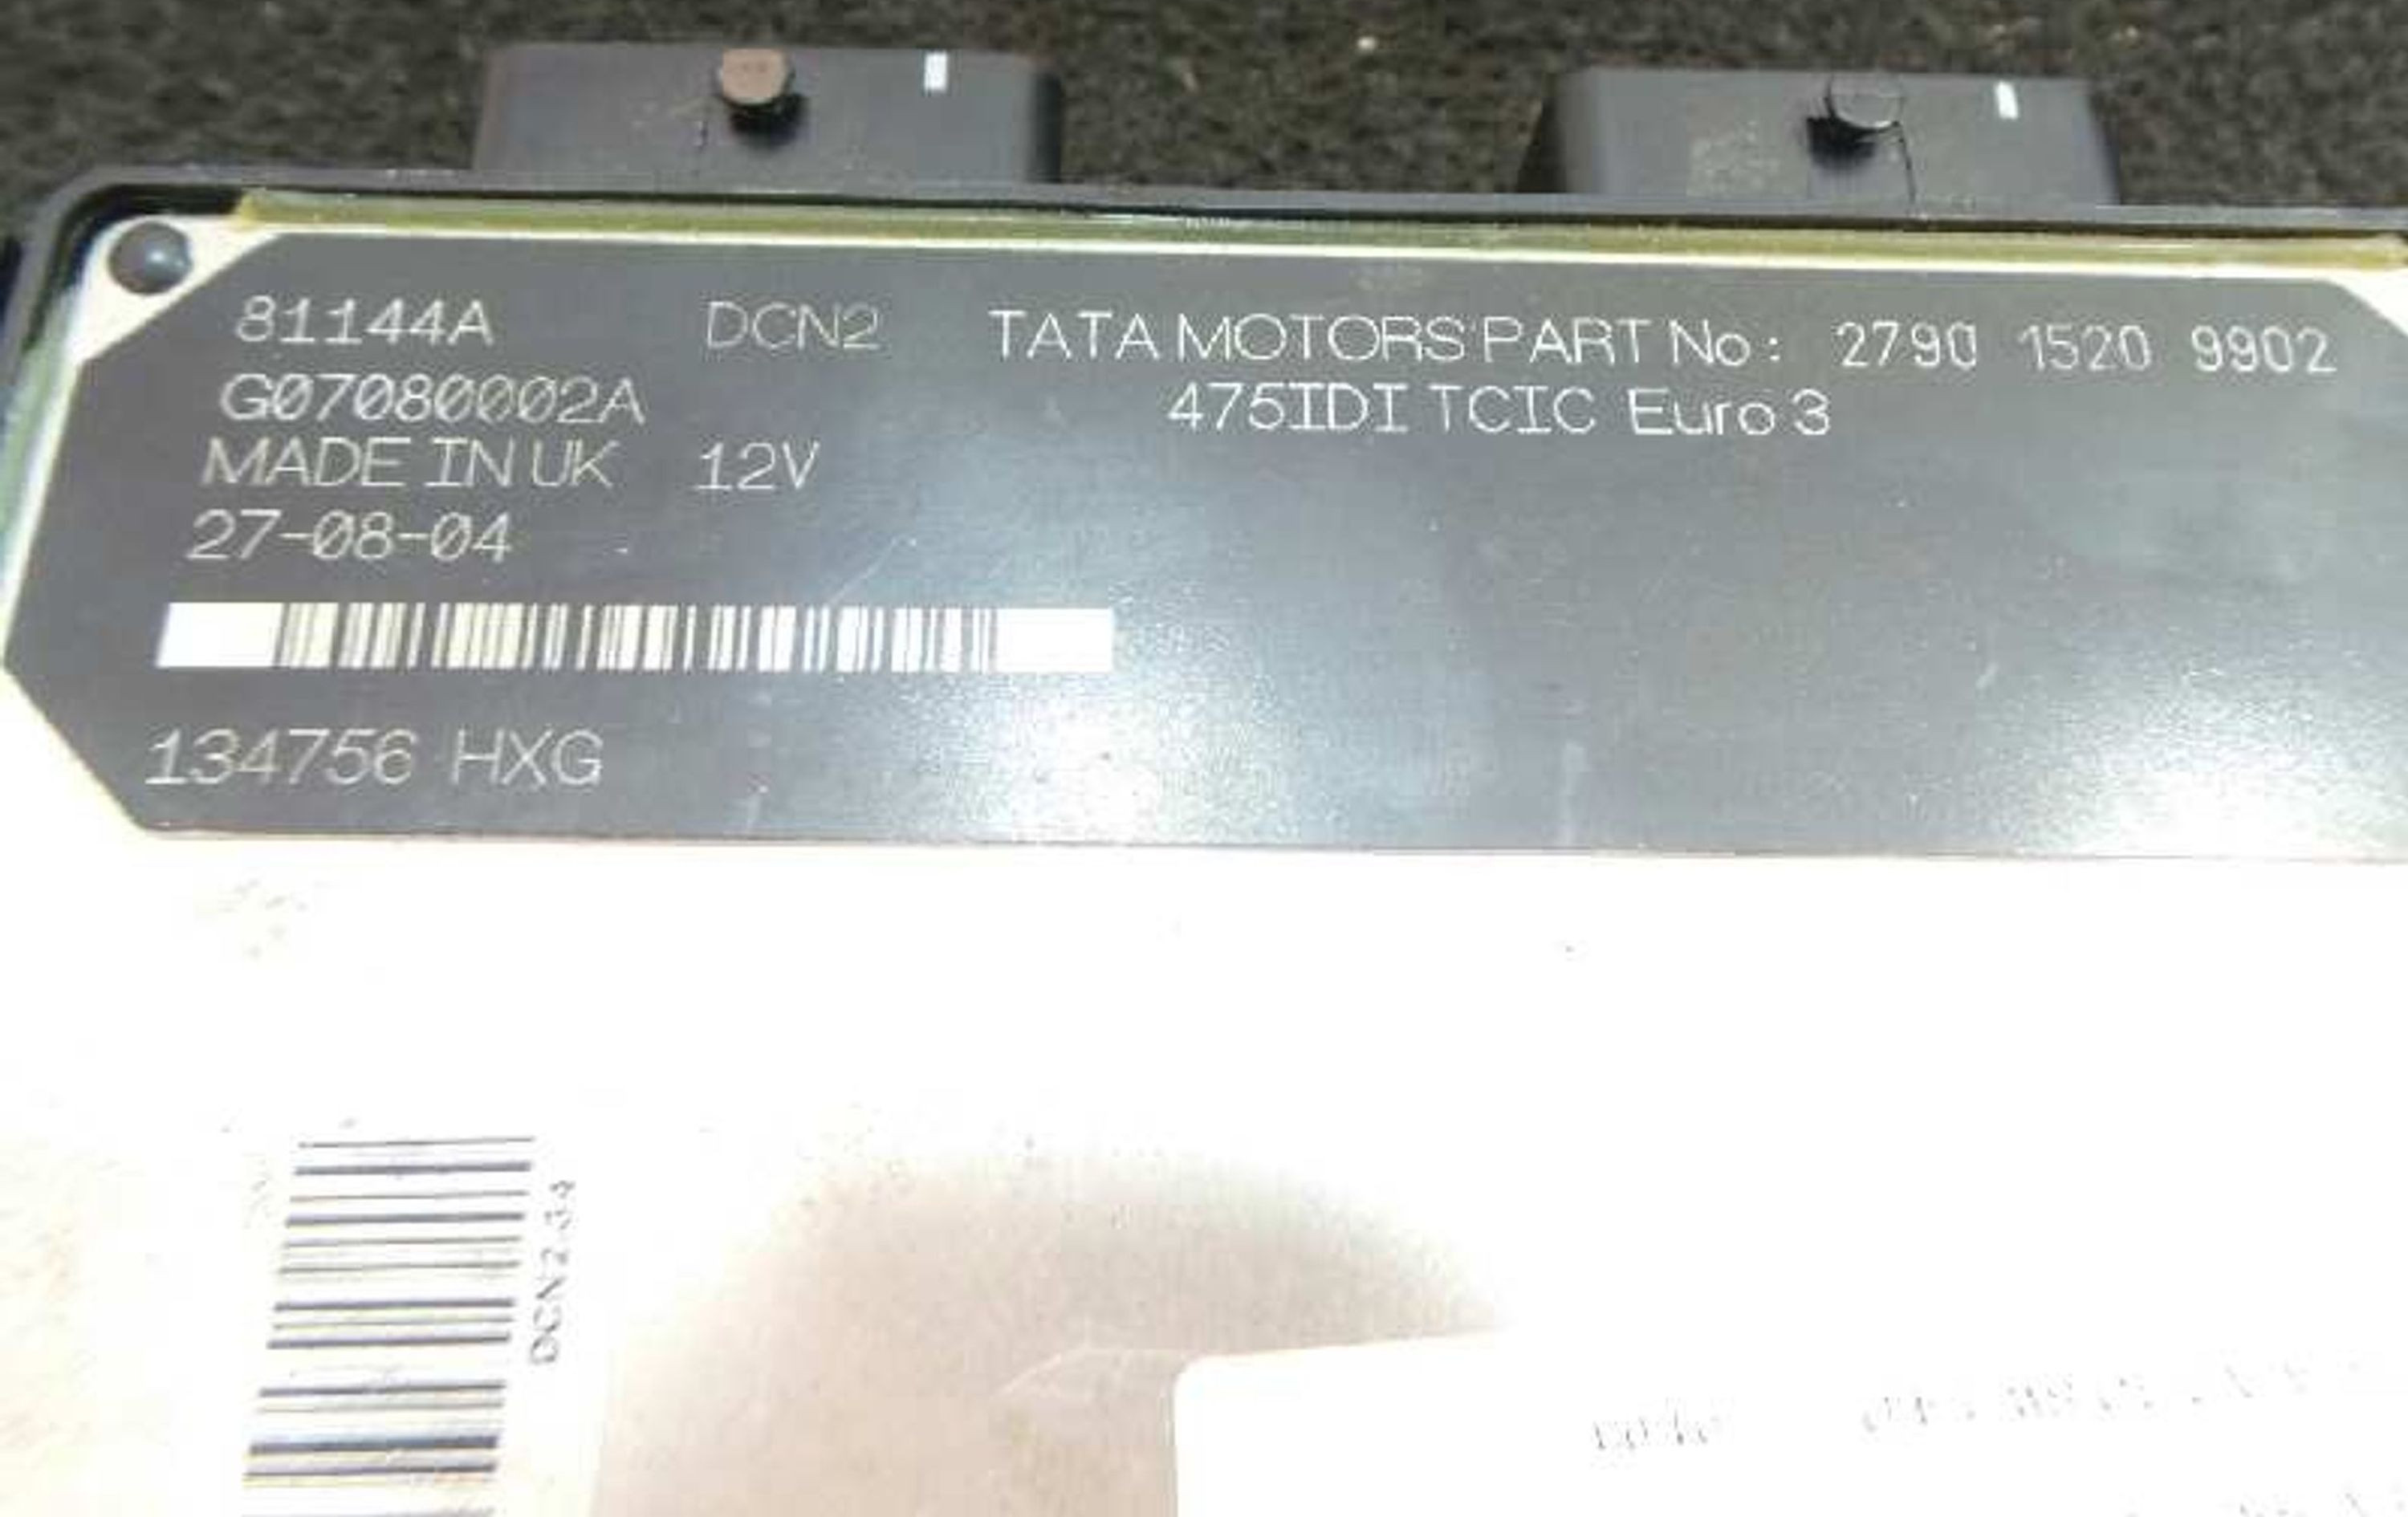 81144A DCN2 TATA MOTORS PART No: 2790 1520 9902
G07080002A 475IDI TCIC Euro 3
MADE IN UK 12V
27-08-04
134756 HXG